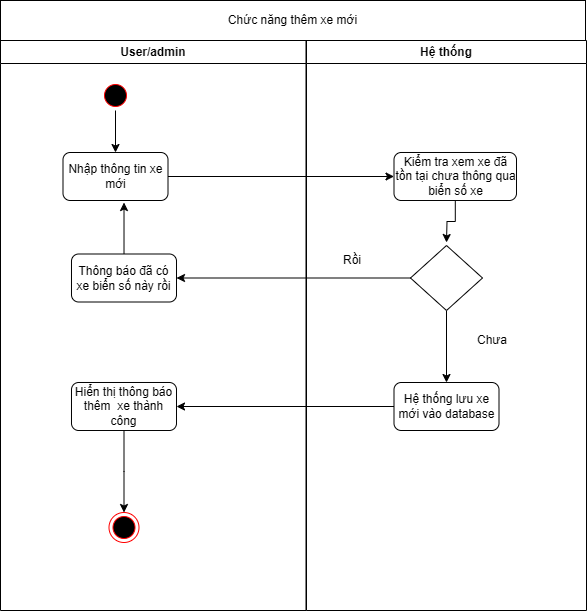 Chức năng thêm xe mới
User/admin
Hệ thống
Nhập thông tin xe
mới
Kiểm tra xem xe đã
tồn tại chưa thông qua
biển số xe
Rồi
Thông báo đã có
xe biển số này rồi
Chưa
Hiển thị thông báo
thêm xe thành
công
Hệ thống lưu xe
mới vào database